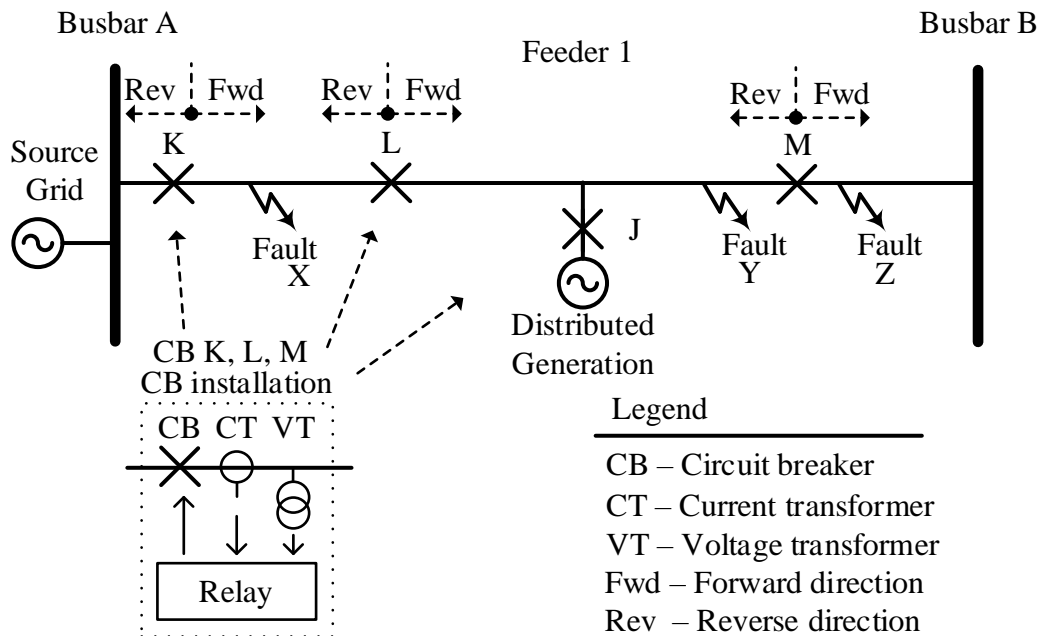 Busbar A
Busbar B
Feeder 1
Rev Fwd
Rev Fwd
Rev Fwd
K
L
M
Source
Grid
Fault
X
J
Fault
Y
Fault
Z
Distributed
Generation
CB K, L, M
CB installation
CB CT VT
Relay
Legend
CB – Circuit breaker
CT – Current transformer
VT – Voltage transformer
Fwd – Forward direction
Rev – Reverse direction